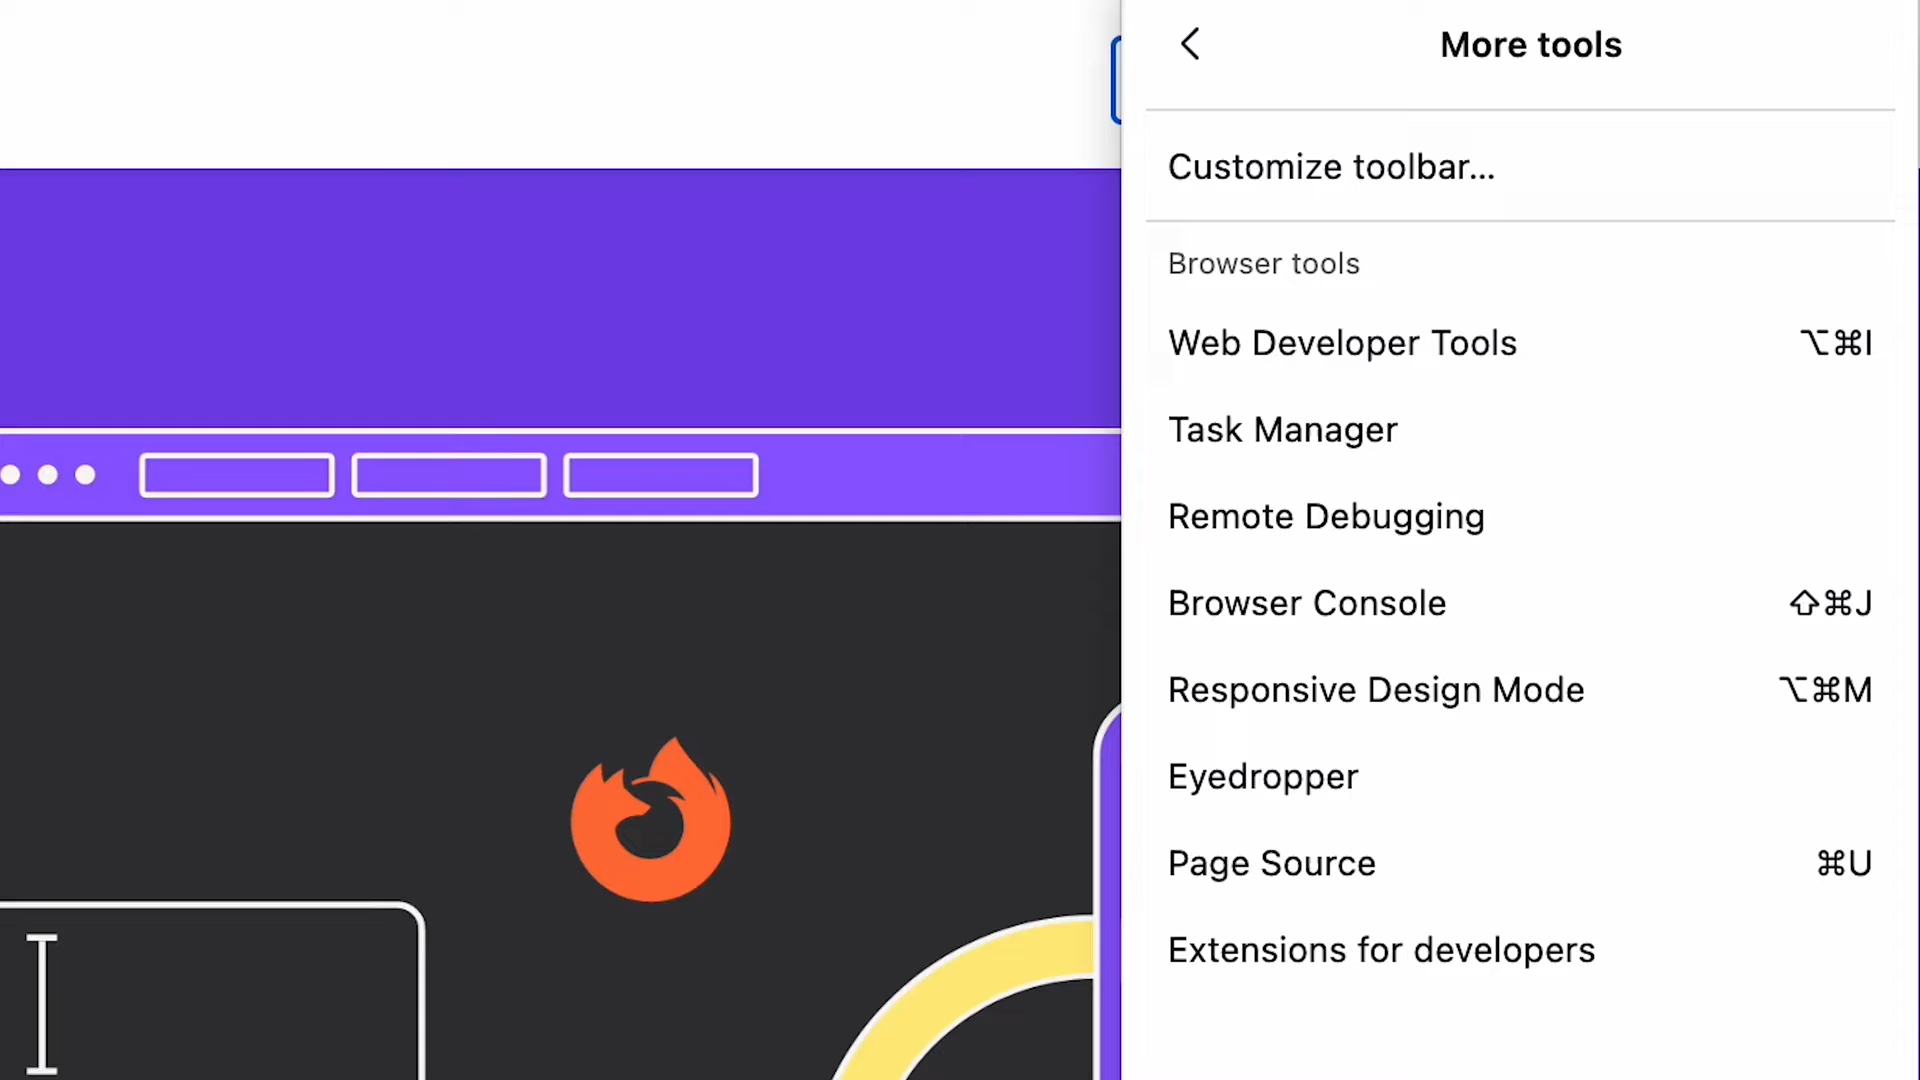 More tools
Customize toolbar...
Browser tools
Web Developer Tools ⌥⌘I
Task Manager
Remote Debugging
Browser Console ⇧⌘J
Responsive Design Mode ⌥⌘M
Eyedropper
Page Source ⌘U
Extensions for developers